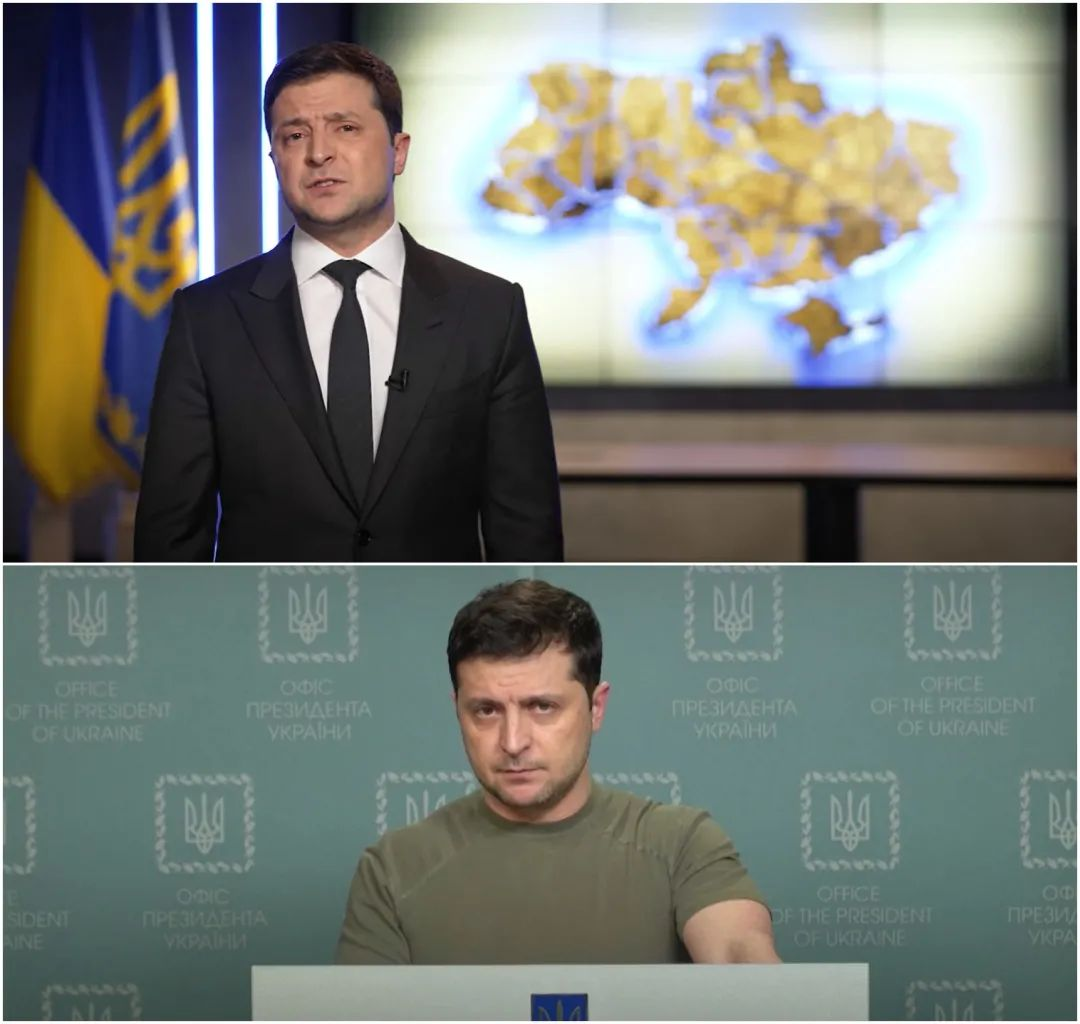 OFFICE
OF THE PRESIDENT
OF UKRAINE
ОФІС
ПРЕЗИДЕНТА
УКРАЇНИ
ОФІС
ПРЕЗИДЕНТА
УКРАЇНИ
OFFICE
OF THE PRESIDENT
OF UKRAINE
ОФІС
ПРЕЗИДЕНТА
УКРАЇНИ
OFFICE
OF THE PRESIDENT
OF UKRAINE